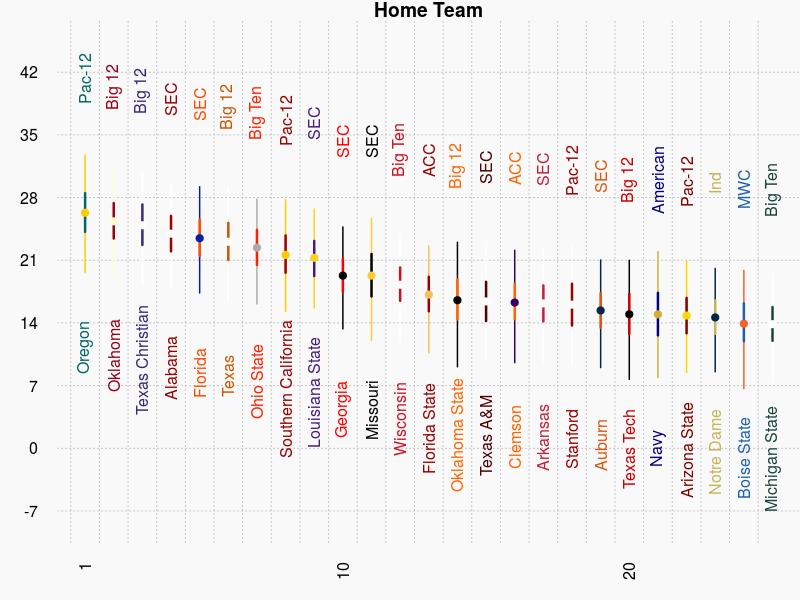 Home Team
42
35
28
21
14
7
0
-7
Pac-12
Big 12
Big 12
SEC
SEC
Big 12
Big Ten
Pac-12
SEC
SEC
SEC
Big Ten
ACC
Big 12
SEC
ACC
SEC
Pac-12
SEC
Big 12
American
Pac-12
Ind
MWC
Big Ten
Oregon
Oklahoma
Texas Christian
Alabama
Florida
Texas
Ohio State
Southern California
Louisiana State
Georgia
Missouri
Wisconsin
Florida State
Oklahoma State
Texas A&M
Clemson
Arkansas
Stanford
Auburn
Texas Tech
Navy
Arizona State
Notre Dame
Boise State
Michigan State
1
10
20